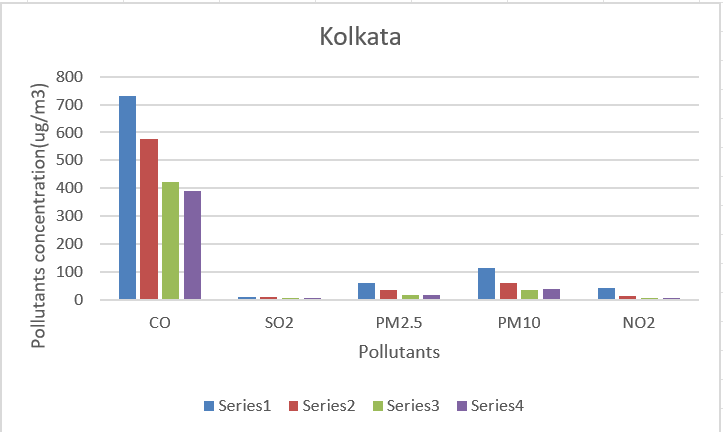 Kolkata
Pollutants concentration(ug/m3)
800
700
600
500
400
300
200
100
0
CO SO2 PM2.5 PM10 NO2
Pollutants
Series1 Series2 Series3 Series4